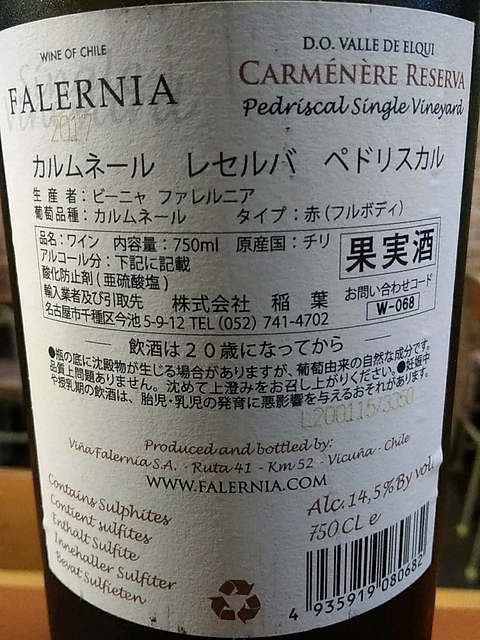 WINE OF CHILE
FALERNIA
2017
D.O. VALLE DE ELQUI
CARMÉNÈRE RESERVA
Pedriscal Single Vineyard
カルムネール レセルバ ペドリスカル
生産者：ビーニャ ファレルニア
葡萄品種：カルムネール タイプ：赤（フルボディ）
品名：ワイン 内容量：750ml 原産国：チリ
アルコール分：下記に記載
酸化防止剤（亜硫酸塩）
輸入業者及び引取先 株式会社 稲葉
名古屋市千種区今池 5-9-12 TEL (052) 741-4702
果実酒
お問い合わせコード
W-068
飲酒は２０歳になってから
●瓶の底に沈殿物が生じる場合がありますが、葡萄由来の自然な成分です。
品質上問題ありません。沈めて上澄みをお召し上がりください。●妊娠中
や授乳期の飲酒は、胎児・乳児の発育に悪影響を与えるおそれがあります。
Produced and bottled by:
Viña Falernía S.A. - Ruta 41 - Km 52 - Vicuña - Chile
WWW.FALERNIA.COM
Contains Sulphites
Contient sulfites
Enthält Sulfite
Innehaller Sulfiter
Bevat Sulfieten
Alc. 14,5% By vol.
750 CL e
4 935919 080682